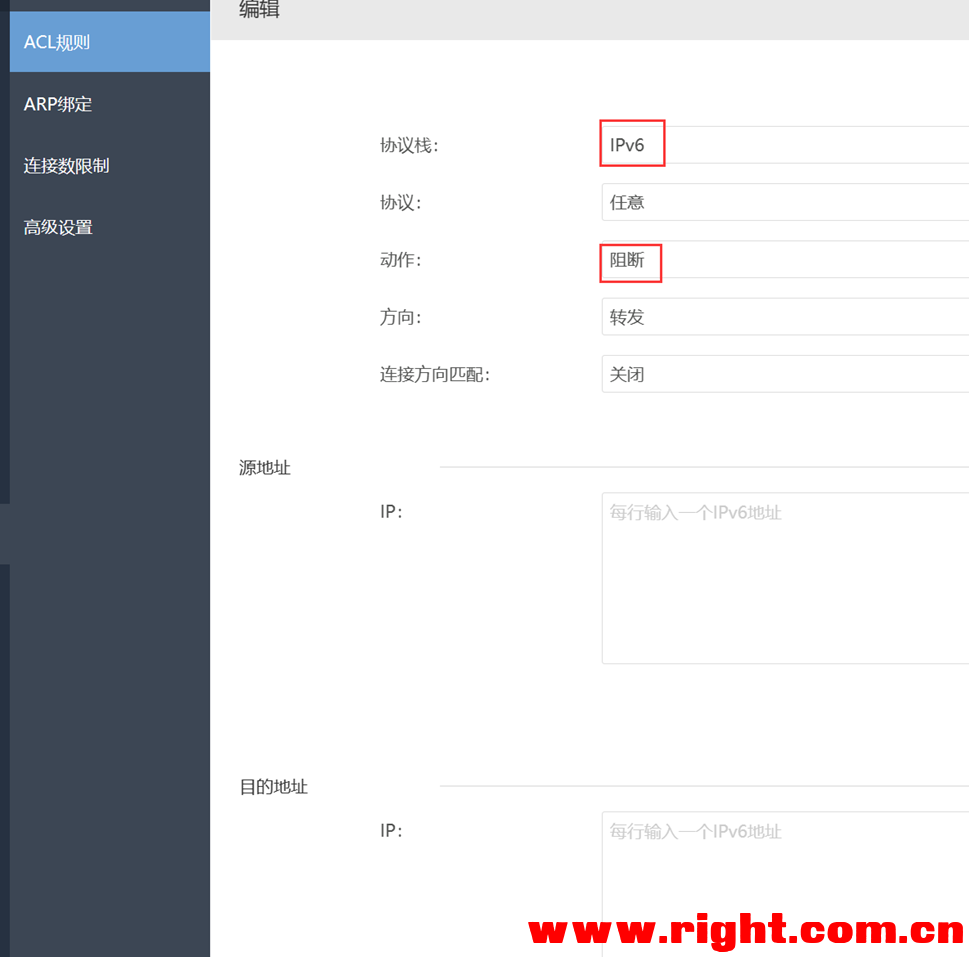 编辑
ACL规则
ARP绑定
连接数限制
高级设置
协议栈: IPv6
协议: 任意
动作: 阻断
方向: 转发
连接方向匹配: 关闭
源地址
IP: 每行输入一个IPv6地址
目的地址
IP: 每行输入一个IPv6地址
www.right.com.cn